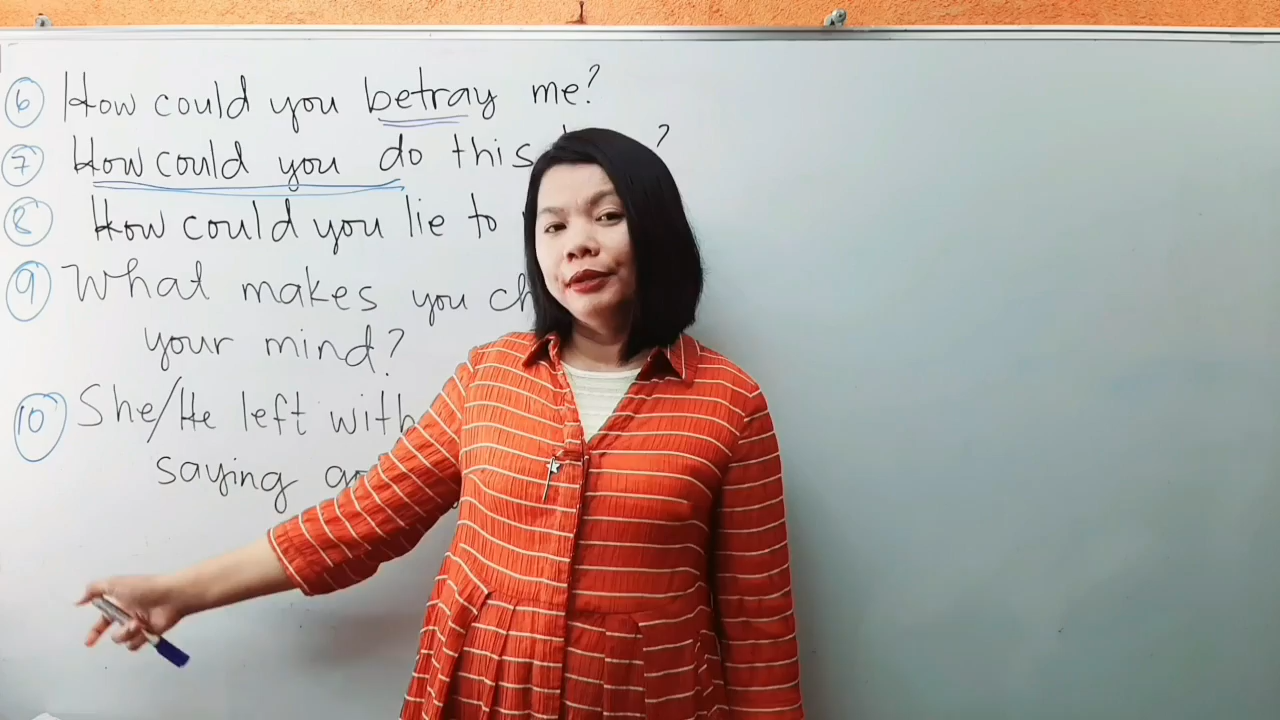 6 How could you betray me?
7 How could you do this ?
8 How could you lie to
9 What makes you
your mind?
10 She/He left
saying